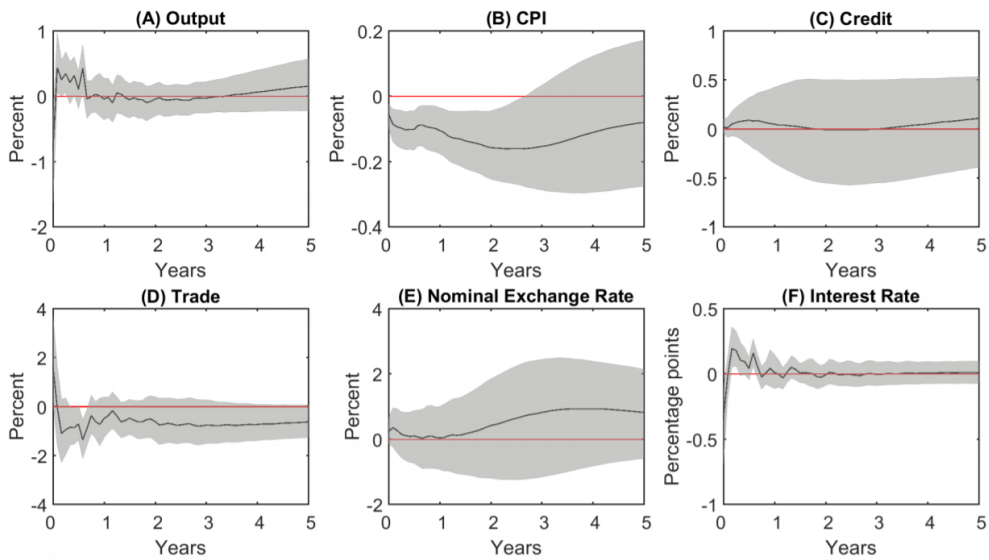 (A) Output
Percent
1
0
-1
-2
0 1 2 3 4 5
Years
(B) CPI
Percent
0.2
0
-0.2
-0.4
0 1 2 3 4 5
Years
(C) Credit
Percent
1
0.5
0
-0.5
-1
0 1 2 3 4 5
Years
(D) Trade
Percent
4
2
0
-2
-4
0 1 2 3 4 5
Years
(E) Nominal Exchange Rate
Percent
4
2
0
-2
0 1 2 3 4 5
Years
(F) Interest Rate
Percentage points
0.5
0
-0.5
-1
0 1 2 3 4 5
Years